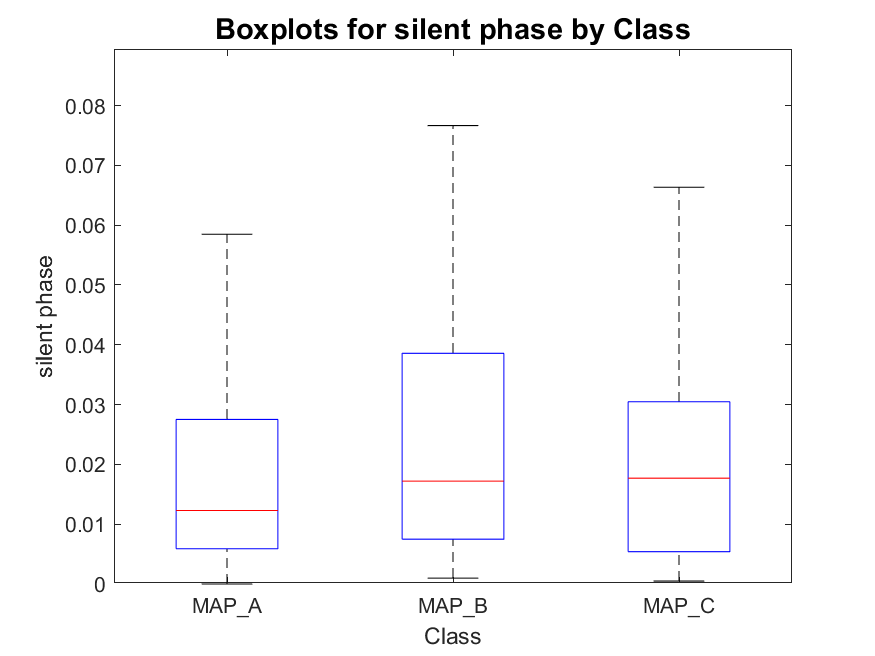 Boxplots for silent phase by Class
silent phase
0.08
0.07
0.06
0.05
0.04
0.03
0.02
0.01
0
MAP_A
MAP_B
MAP_C
Class